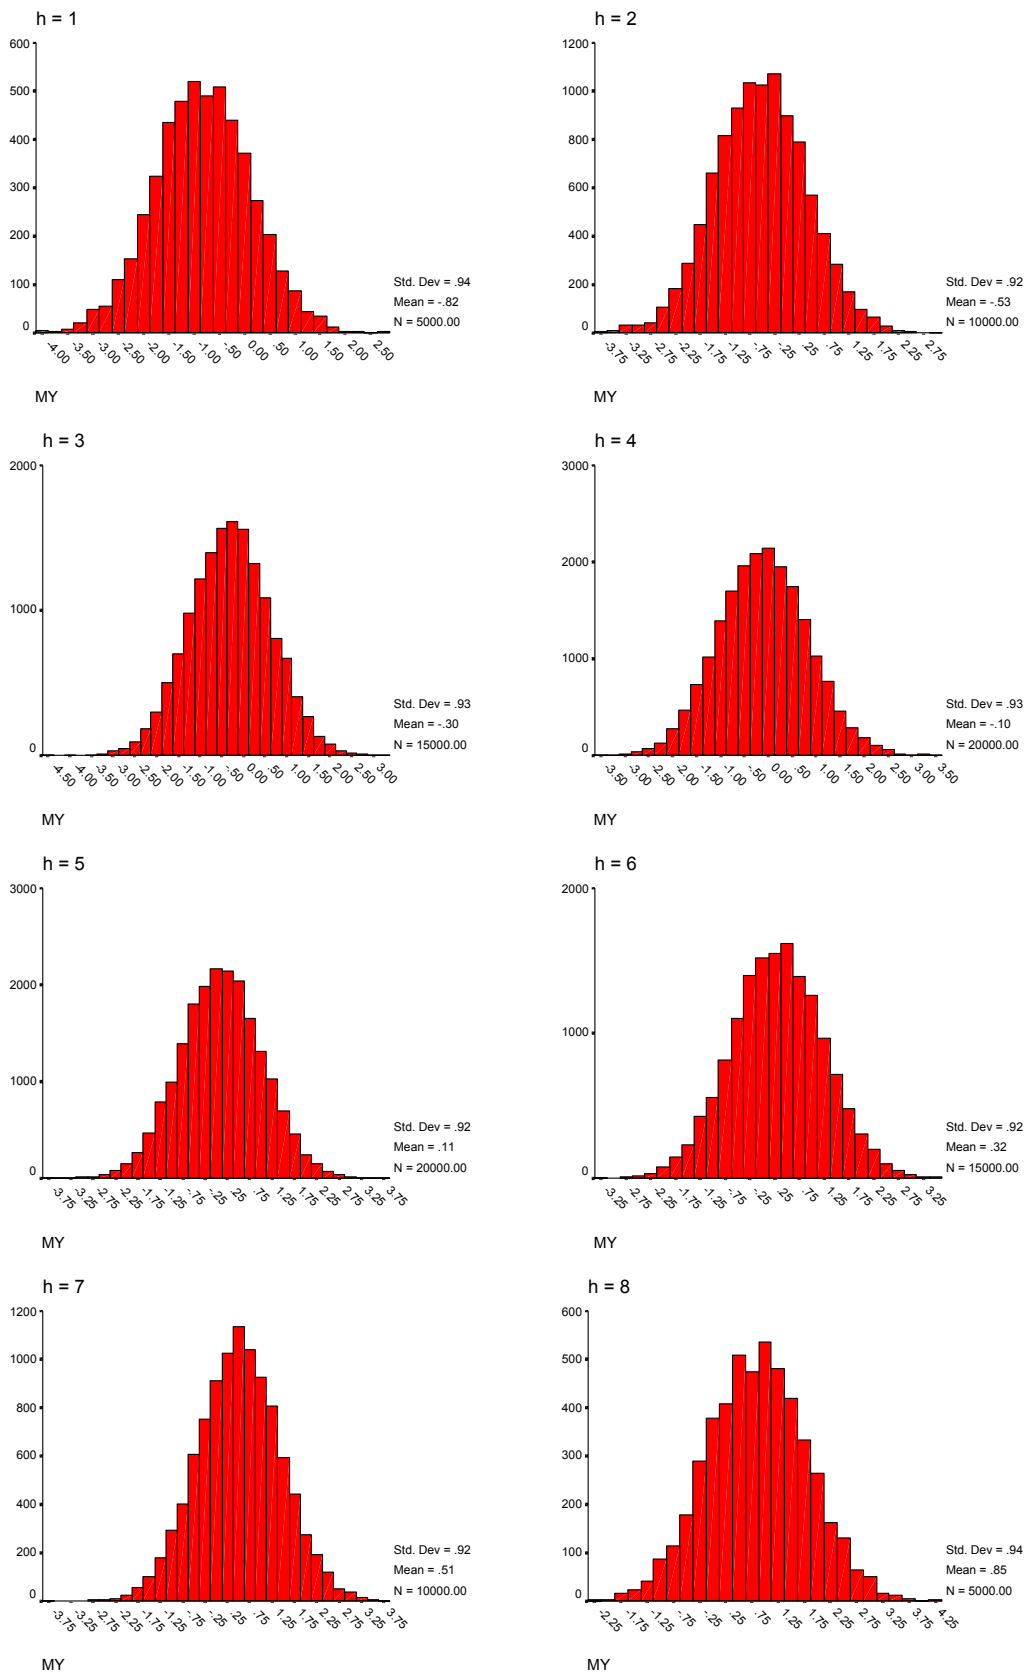 h = 1
600
500
400
300
200
100
0
-4.00 -3.50 -3.00 -2.50 -2.00 -1.50 -1.00 -.50 0.00 .50 1.00 1.50 2.00 2.50
Std. Dev = .94
Mean = -.82
N = 5000.00
MY
h = 2
1200
1000
800
600
400
200
0
-3.75 -3.25 -2.75 -2.25 -1.75 -1.25 -.75 -.25 .25 .75 1.25 1.75 2.25 2.75
Std. Dev = .92
Mean = -.53
N = 10000.00
MY
h = 3
2000
1000
0
-4.50 -4.00 -3.50 -3.00 -2.50 -2.00 -1.50 -1.00 -.50 0.00 .50 1.00 1.50 2.00 2.50 3.00
Std. Dev = .93
Mean = -.30
N = 15000.00
MY
h = 4
3000
2000
1000
0
-3.50 -3.00 -2.50 -2.00 -1.50 -1.00 -.50 0.00 .50 1.00 1.50 2.00 2.50 3.00 3.50
Std. Dev = .93
Mean = -.10
N = 20000.00
MY
h = 5
3000
2000
1000
0
-3.75 -3.25 -2.75 -2.25 -1.75 -1.25 -.75 -.25 .25 .75 1.25 1.75 2.25 2.75 3.25 3.75
Std. Dev = .92
Mean = .11
N = 20000.00
MY
h = 6
2000
1000
0
-3.25 -2.75 -2.25 -1.75 -1.25 -.75 -.25 .25 .75 1.25 1.75 2.25 2.75 3.25
Std. Dev = .92
Mean = .32
N = 15000.00
MY
h = 7
1200
1000
800
600
400
200
0
-3.75 -3.25 -2.75 -2.25 -1.75 -1.25 -.75 -.25 .25 .75 1.25 1.75 2.25 2.75 3.25 3.75
Std. Dev = .92
Mean = .51
N = 10000.00
MY
h = 8
600
500
400
300
200
100
0
-2.25 -1.75 -1.25 -.75 -.25 .25 .75 1.25 1.75 2.25 2.75 3.25 3.75 4.25
Std. Dev = .94
Mean = .85
N = 5000.00
MY